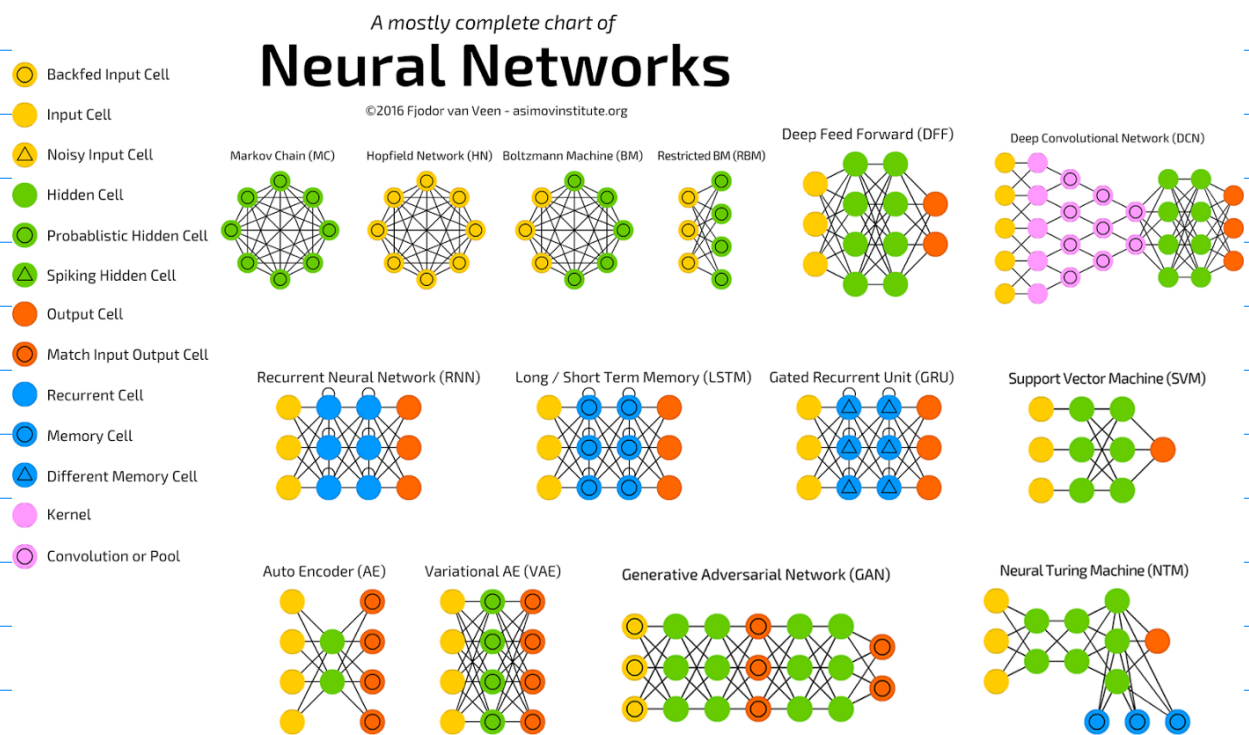 A mostly complete chart of
Neural Networks
©2016 Fjodor van Veen - asimovinstitute.org
Backfed Input Cell
Input Cell
Noisy Input Cell
Hidden Cell
Probablistic Hidden Cell
Spiking Hidden Cell
Output Cell
Match Input Output Cell
Recurrent Cell
Memory Cell
Different Memory Cell
Kernel
Convolution or Pool
Markov Chain (MC)
Hopfield Network (HN)
Boltzmann Machine (BM)
Restricted BM (RBM)
Deep Feed Forward (DFF)
Deep Convolutional Network (DCN)
Recurrent Neural Network (RNN)
Long / Short Term Memory (LSTM)
Gated Recurrent Unit (GRU)
Support Vector Machine (SVM)
Auto Encoder (AE)
Variational AE (VAE)
Generative Adversarial Network (GAN)
Neural Turing Machine (NTM)